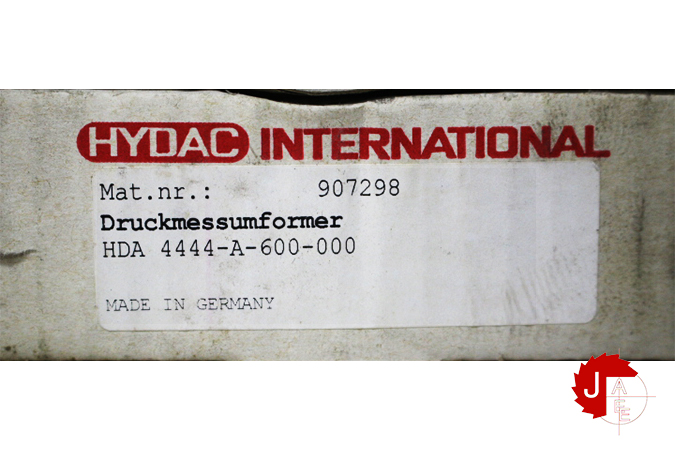 HYDAC INTERNATIONAL
Mat.nr.: 907298
Druckmessumformer
HDA 4444-A-600-000
MADE IN GERMANY
J
A
T
E
E